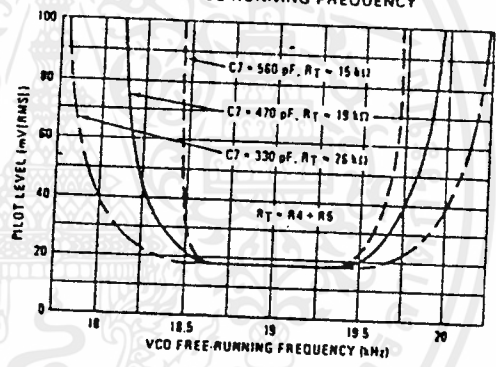 RUNNING FREQUENCY
PILOT LEVEL (mV(RMS)
100
80
60
40
20
0
C7 = 560 pF, RT = 15 kΩ
C7 = 470 pF, RT = 19 kΩ
C7 = 330 pF, RT = 26 kΩ
RT = R4 + R5
18
18.5
19
19.5
20
VCO FREE-RUNNING FREQUENCY (kHz)